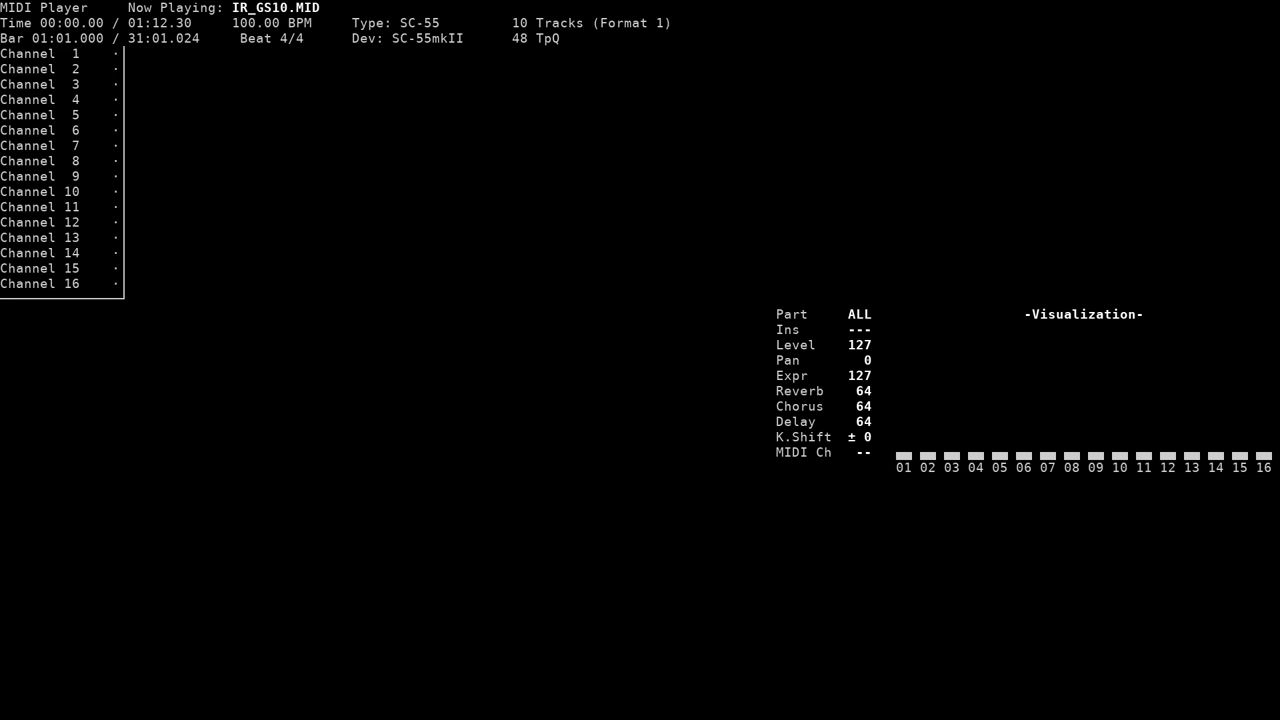 MIDI Player     Now Playing: IR_GS10.MID
Time 00:00.00 / 01:12.30     100.00 BPM     Type: SC-55         10 Tracks (Format 1)
Bar 01:01.000 / 31:01.024     Beat 4/4      Dev: SC-55mkII      48 TpQ
Channel  1    ·
Channel  2    ·
Channel  3    ·
Channel  4    ·
Channel  5    ·
Channel  6    ·
Channel  7    ·
Channel  8    ·
Channel  9    ·
Channel 10    ·
Channel 11    ·
Channel 12    ·
Channel 13    ·
Channel 14    ·
Channel 15    ·
Channel 16    ·
Part     ALL                   -Visualization-
Ins      ---
Level    127
Pan        0
Expr     127
Reverb    64
Chorus    64
Delay     64
K.Shift  ± 0
MIDI Ch   --
01 02 03 04 05 06 07 08 09 10 11 12 13 14 15 16